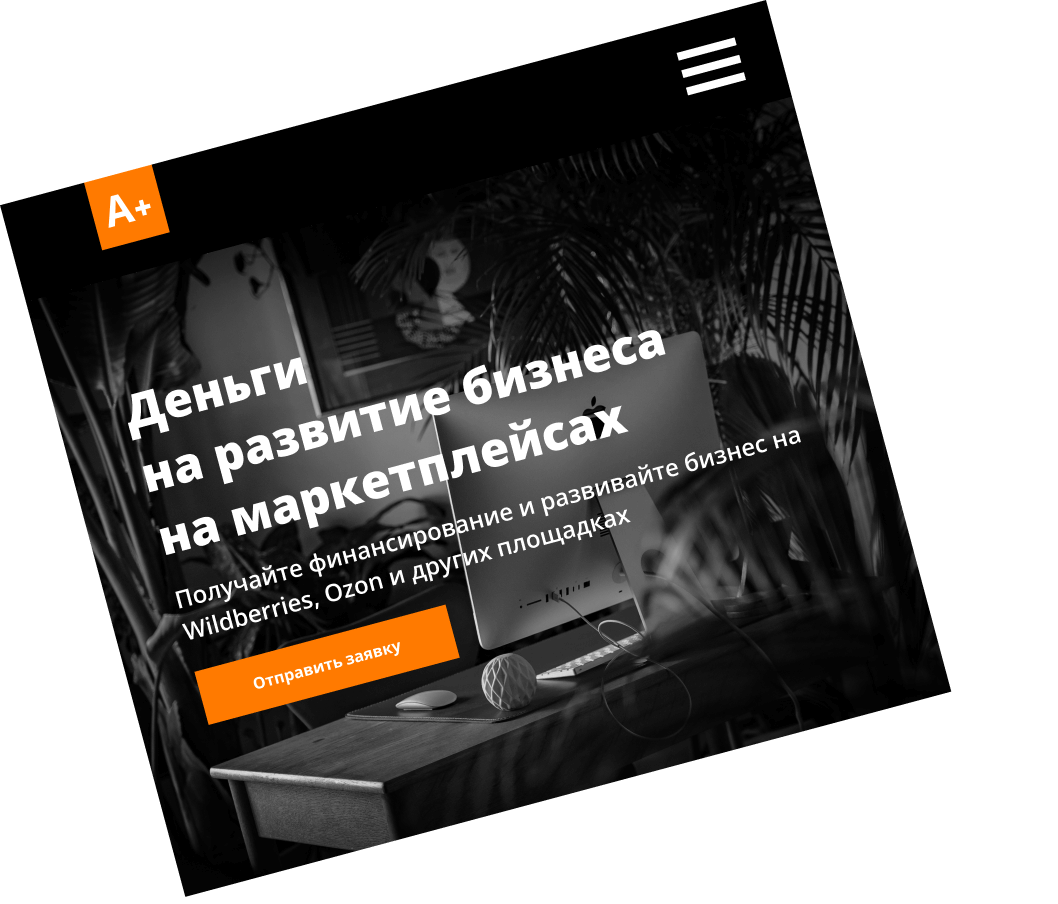 A+
Деньги
на развитие бизнеса
на маркетплейсах
Получайте финансирование и развивайте бизнес на
Wildberries, Ozon и других площадках
Отправить заявку